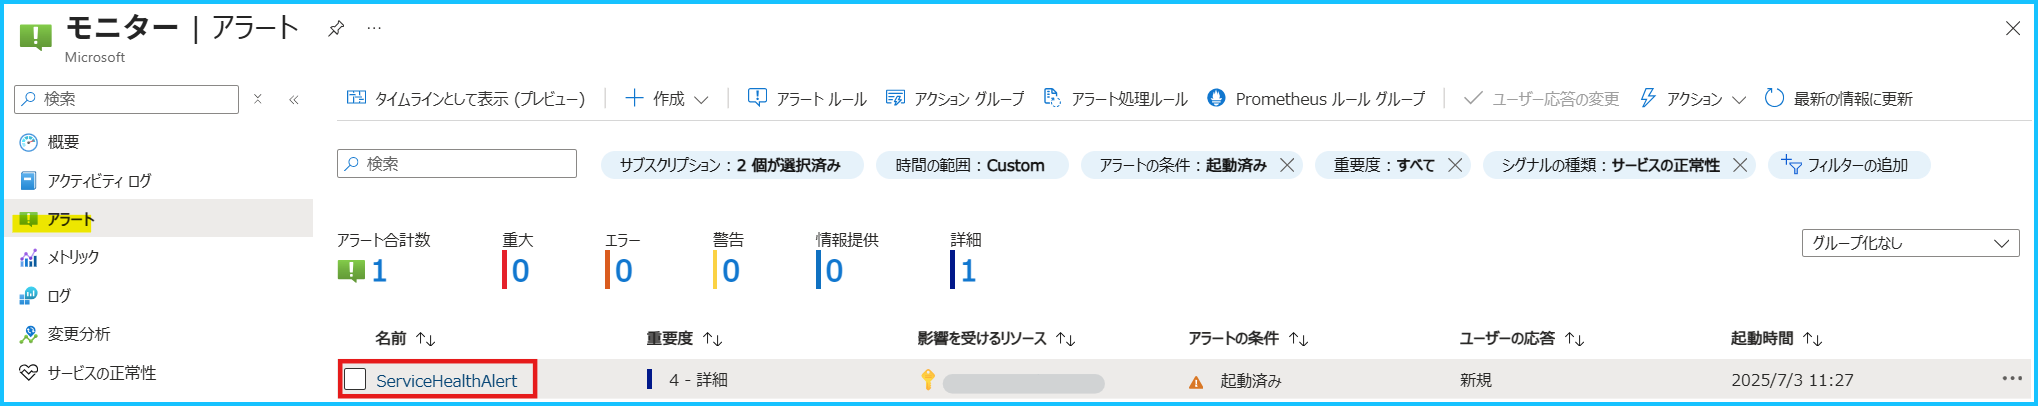 モニター | アラート
Microsoft
検索
概要
アクティビティ ログ
アラート
メトリック
ログ
変更分析
サービスの正常性
タイムラインとして表示 (プレビュー) 作成 アラート ルール アクション グループ アラート処理ルール Prometheus ルール グループ ユーザー応答の変更 アクション 最新の情報に更新
検索 サブスクリプション : 2 個が選択済み 時間の範囲 : Custom アラートの条件 : 起動済み 重要度 : すべて シグナルの種類 : サービスの正常性 フィルターの追加
アラート合計数 重大 エラー 警告 情報提供 詳細
1 0 0 0 0 1
グループ化なし
名前 重要度 影響を受けるリソース アラートの条件 ユーザーの応答 起動時間
ServiceHealthAlert 4 - 詳細 起動済み 新規 2025/7/3 11:27